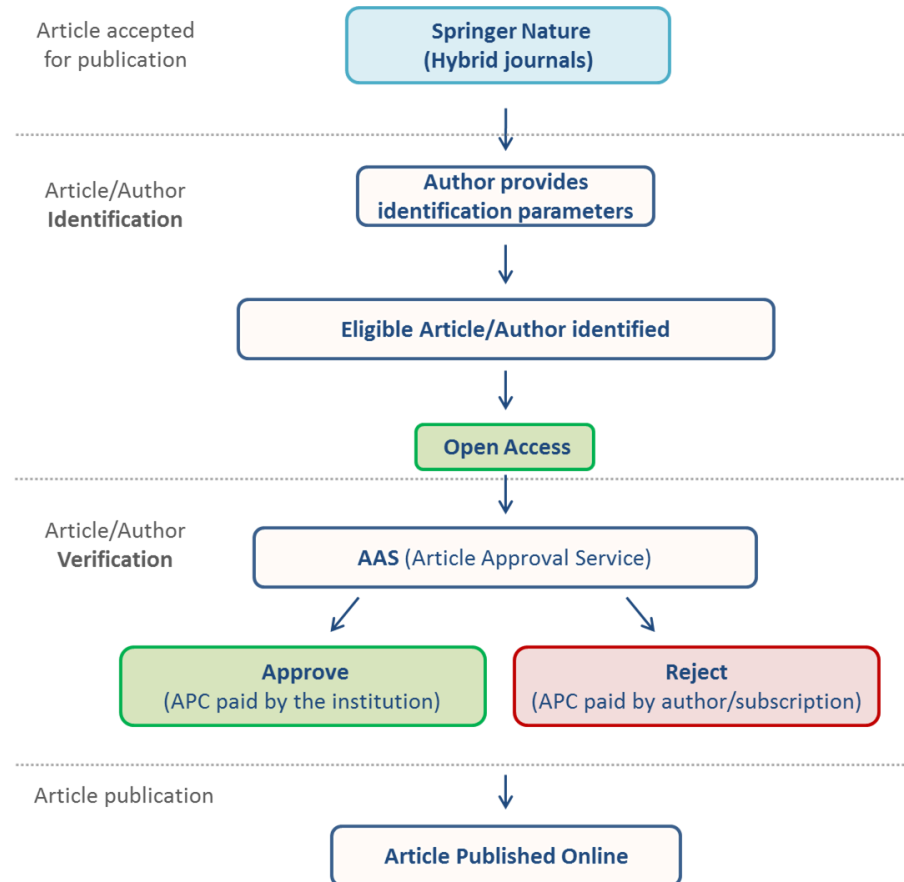 Article accepted
for publication
Springer Nature
(Hybrid journals)
Article/Author
Identification
Author provides
identification parameters
Eligible Article/Author identified
Open Access
Article/Author
Verification
AAS (Article Approval Service)
Approve
(APC paid by the institution)
Reject
(APC paid by author/subscription)
Article publication
Article Published Online